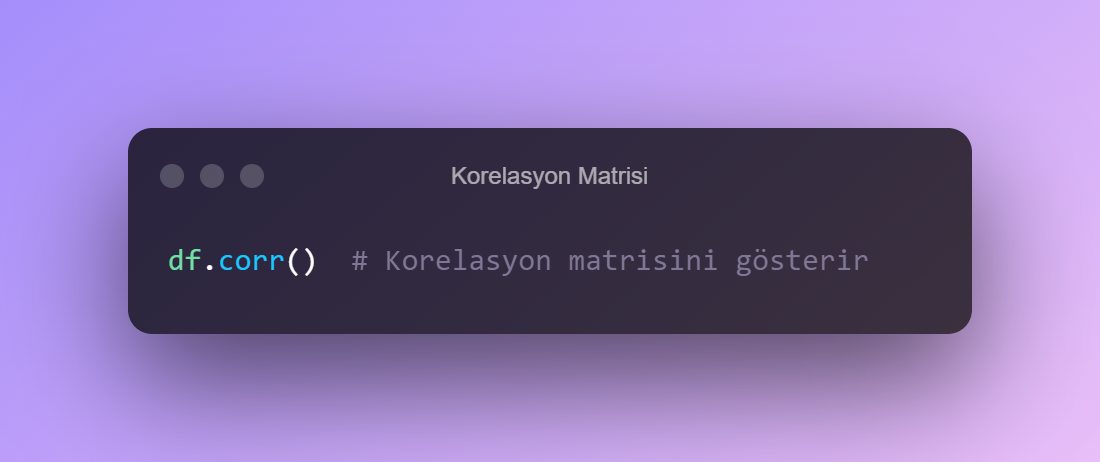 Korelasyon Matrisi
df.corr()  # Korelasyon matrisini gösterir